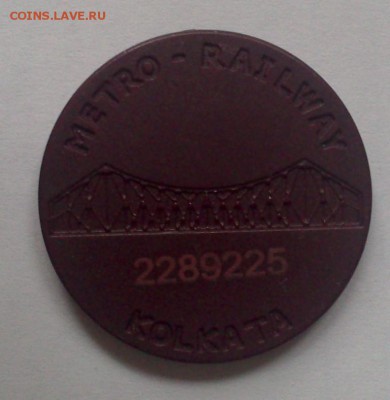 COINS.LAVE.RU
METRO - RAILWAY
2289225
KOLKATA